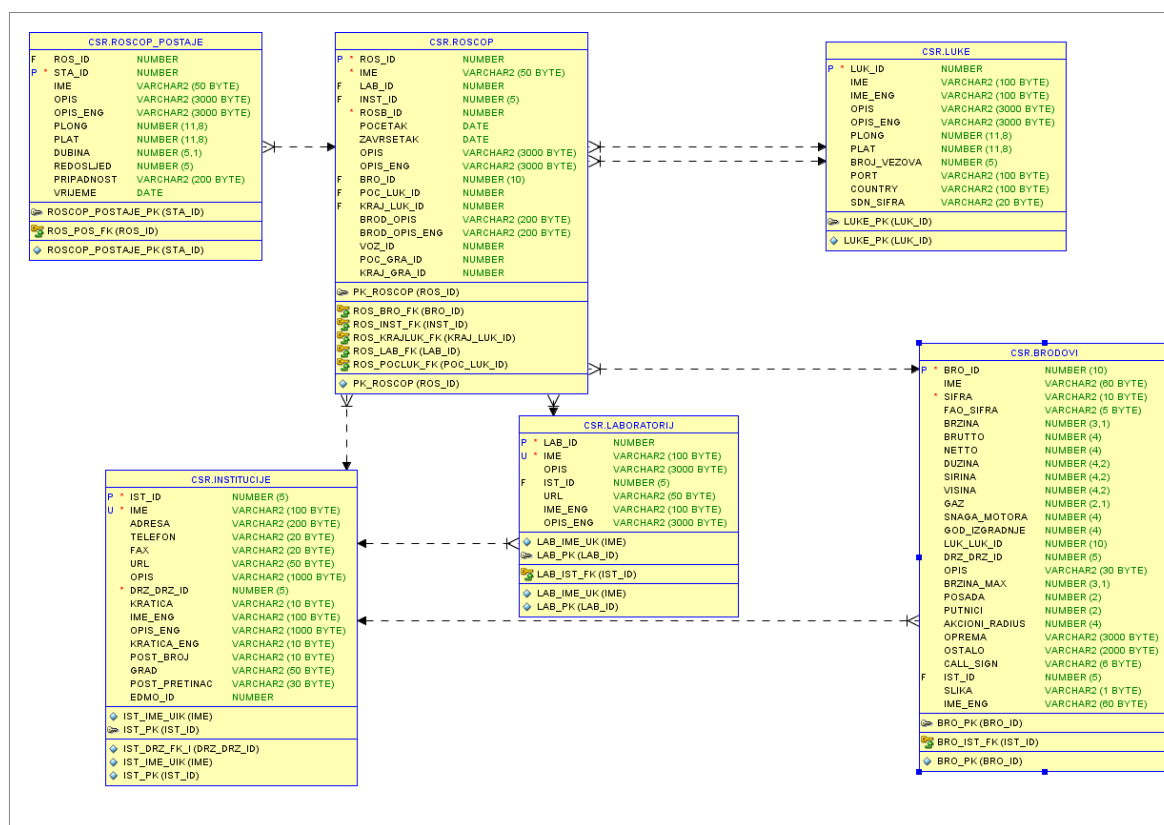 CSR.ROSCOP_POSTAJE
F ROS_ID NUMBER
P * STA_ID NUMBER
IME VARCHAR2 (50 BYTE)
OPIS VARCHAR2 (3000 BYTE)
OPIS_ENG VARCHAR2 (3000 BYTE)
PLONG NUMBER (11,8)
PLAT NUMBER (11,8)
DUBINA NUMBER (5,1)
REDOSLJED NUMBER (5)
PRIPADNOST VARCHAR2 (200 BYTE)
VRIJEME DATE
ROSCOP_POSTAJE_PK (STA_ID)
ROS_POS_FK (ROS_ID)
ROSCOP_POSTAJE_PK (STA_ID)
CSR.ROSCOP
P * ROS_ID NUMBER
* IME VARCHAR2 (50 BYTE)
F LAB_ID NUMBER
F INST_ID NUMBER (5)
* ROSB_ID NUMBER
POCETAK DATE
ZAVRSETAK DATE
OPIS VARCHAR2 (3000 BYTE)
OPIS_ENG VARCHAR2 (3000 BYTE)
F BRO_ID NUMBER (10)
F POC_LUK_ID NUMBER
F KRAJ_LUK_ID NUMBER
BROD_OPIS VARCHAR2 (200 BYTE)
BROD_OPIS_ENG VARCHAR2 (200 BYTE)
VOZ_ID NUMBER
POC_GRA_ID NUMBER
KRAJ_GRA_ID NUMBER
PK_ROSCOP (ROS_ID)
ROS_BRO_FK (BRO_ID)
ROS_INST_FK (INST_ID)
ROS_KRAJLUK_FK (KRAJ_LUK_ID)
ROS_LAB_FK (LAB_ID)
ROS_POCLUK_FK (POC_LUK_ID)
PK_ROSCOP (ROS_ID)
CSR.LUKE
P * LUK_ID NUMBER
IME VARCHAR2 (100 BYTE)
IME_ENG VARCHAR2 (100 BYTE)
OPIS VARCHAR2 (3000 BYTE)
OPIS_ENG VARCHAR2 (3000 BYTE)
PLONG NUMBER (11,8)
PLAT NUMBER (11,8)
BROJ_VEZOVA NUMBER (5)
PORT VARCHAR2 (100 BYTE)
COUNTRY VARCHAR2 (100 BYTE)
SDN_SIFRA VARCHAR2 (20 BYTE)
LUKE_PK (LUK_ID)
LUKE_PK (LUK_ID)
CSR.INSTITUCIJE
P * IST_ID NUMBER (5)
U * IME VARCHAR2 (100 BYTE)
ADRESA VARCHAR2 (200 BYTE)
TELEFON VARCHAR2 (20 BYTE)
FAX VARCHAR2 (20 BYTE)
URL VARCHAR2 (50 BYTE)
OPIS VARCHAR2 (1000 BYTE)
* DRZ_DRZ_ID NUMBER (5)
KRATICA VARCHAR2 (10 BYTE)
IME_ENG VARCHAR2 (100 BYTE)
OPIS_ENG VARCHAR2 (1000 BYTE)
KRATICA_ENG VARCHAR2 (10 BYTE)
POST_BROJ VARCHAR2 (10 BYTE)
GRAD VARCHAR2 (50 BYTE)
POST_PRETINAC VARCHAR2 (30 BYTE)
EDMO_ID NUMBER
IST_IME_UIK (IME)
IST_PK (IST_ID)
IST_DRZ_FK_I (DRZ_DRZ_ID)
IST_IME_UIK (IME)
IST_PK (IST_ID)
CSR.LABORATORIJ
P * LAB_ID NUMBER
U * IME VARCHAR2 (100 BYTE)
OPIS VARCHAR2 (3000 BYTE)
F IST_ID NUMBER (5)
URL VARCHAR2 (50 BYTE)
IME_ENG VARCHAR2 (100 BYTE)
OPIS_ENG VARCHAR2 (3000 BYTE)
LAB_IME_UK (IME)
LAB_PK (LAB_ID)
LAB_IST_FK (IST_ID)
LAB_IME_UK (IME)
LAB_PK (LAB_ID)
CSR.BRODOVI
P * BRO_ID NUMBER (10)
IME VARCHAR2 (60 BYTE)
* SIFRA VARCHAR2 (10 BYTE)
FAO_SIFRA VARCHAR2 (5 BYTE)
BRZINA NUMBER (3,1)
BRUTTO NUMBER (4)
NETTO NUMBER (4)
DUZINA NUMBER (4,2)
SIRINA NUMBER (4,2)
VISINA NUMBER (4,2)
GAZ NUMBER (2,1)
SNAGA_MOTORA NUMBER (4)
GOD_IZGRADNJE NUMBER (4)
LUK_LUK_ID NUMBER (10)
DRZ_DRZ_ID NUMBER (5)
OPIS VARCHAR2 (30 BYTE)
BRZINA_MAX NUMBER (3,1)
POSADA NUMBER (2)
PUTNICI NUMBER (2)
AKCIONI_RADIUS NUMBER (4)
OPREMA VARCHAR2 (3000 BYTE)
OSTALO VARCHAR2 (2000 BYTE)
CALL_SIGN VARCHAR2 (6 BYTE)
F IST_ID NUMBER (5)
SLIKA VARCHAR2 (1 BYTE)
IME_ENG VARCHAR2 (60 BYTE)
BRO_PK (BRO_ID)
BRO_IST_FK (IST_ID)
BRO_PK (BRO_ID)